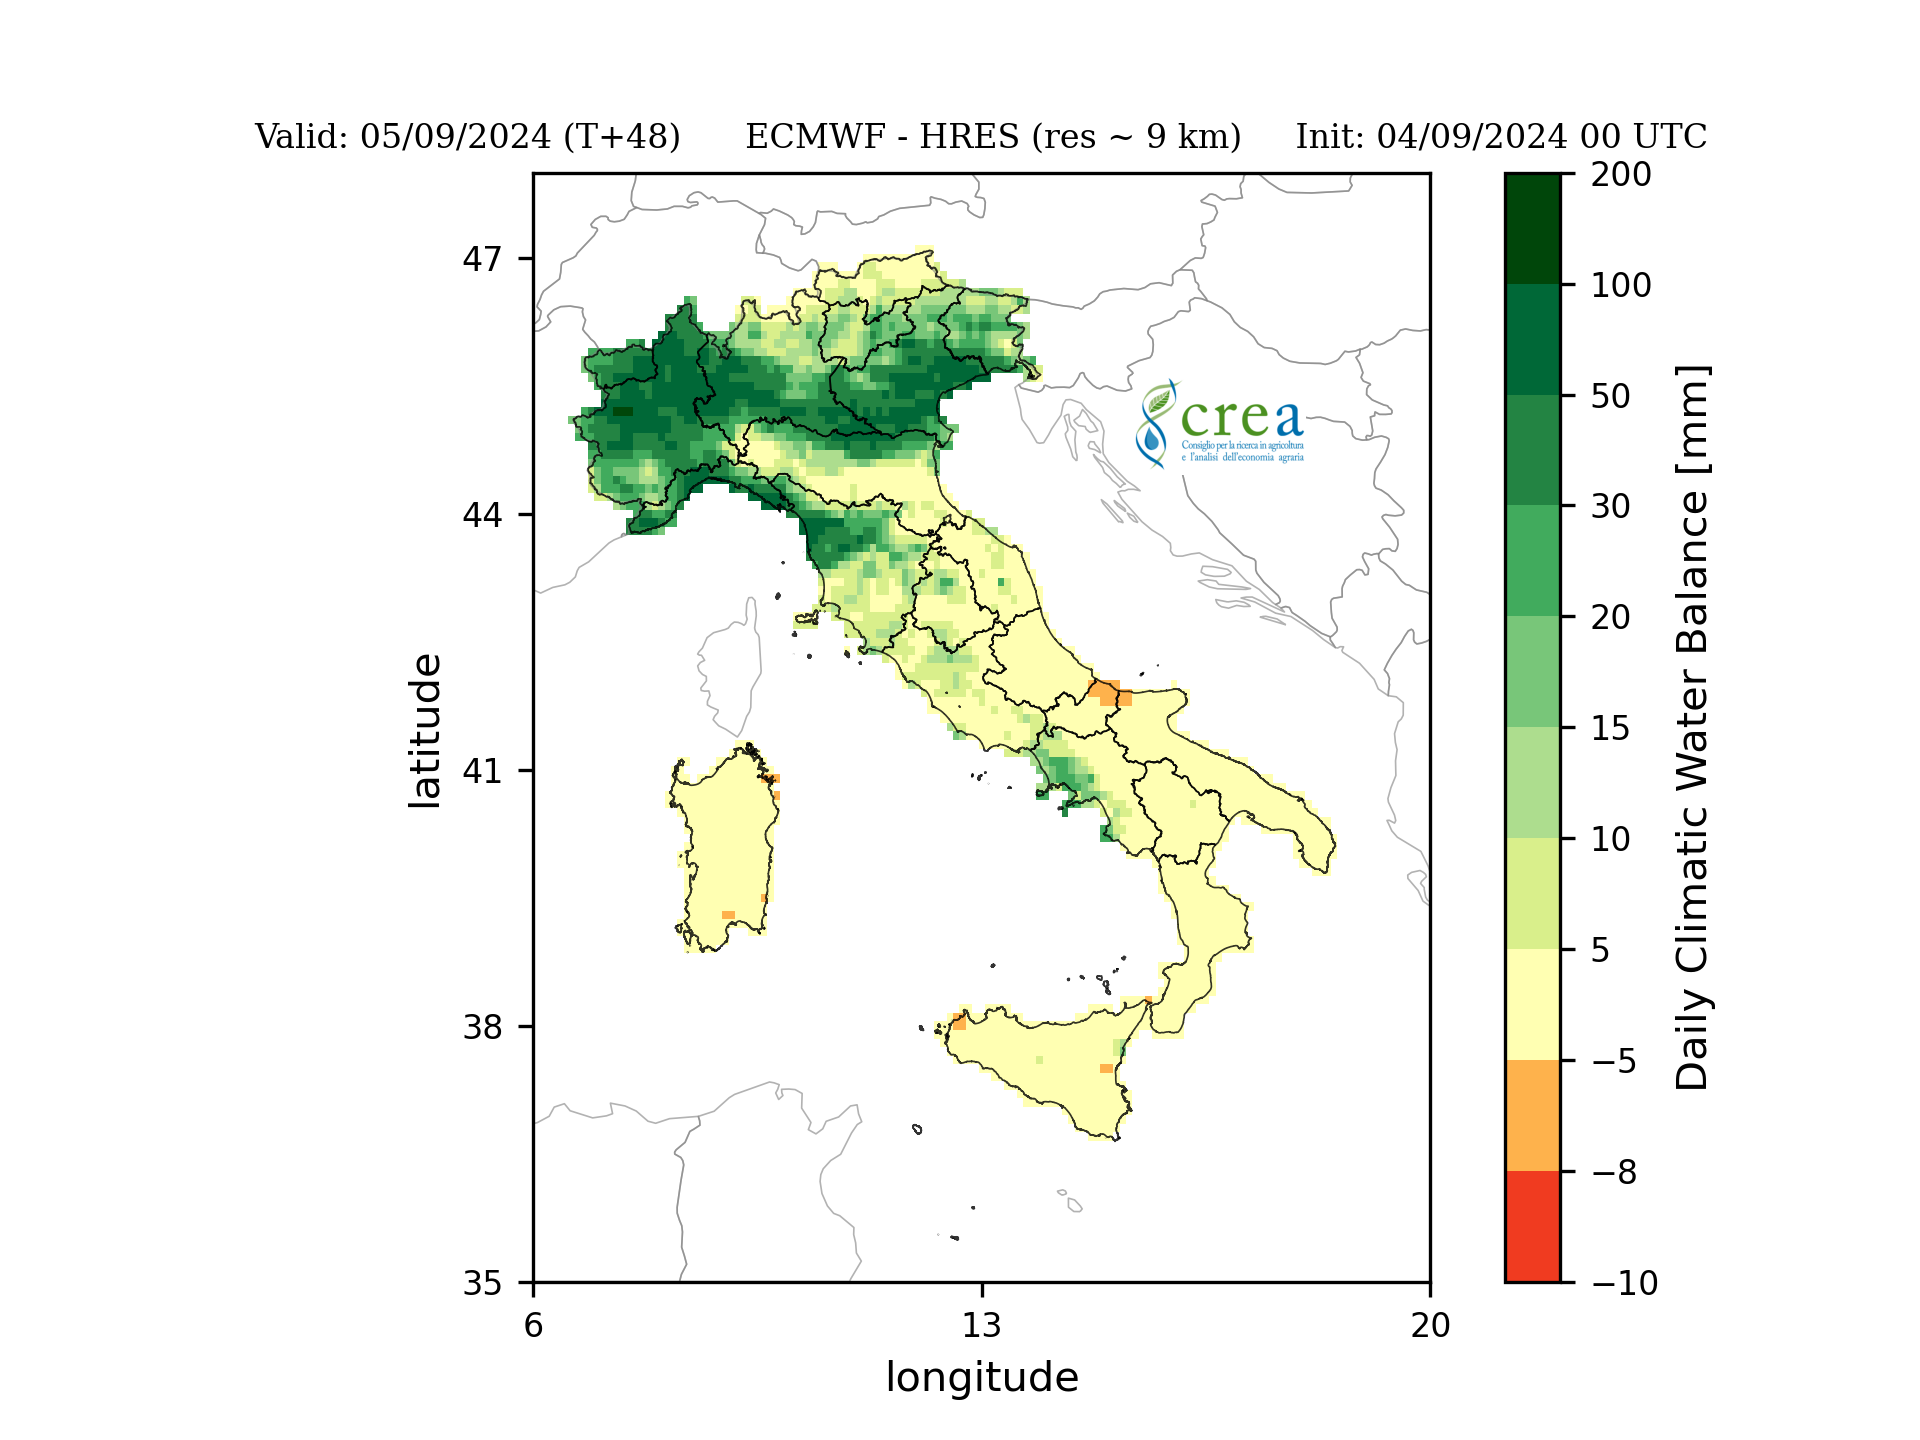 Valid: 05/09/2024 (T+48) ECMWF - HRES (res ~ 9 km) Init: 04/09/2024 00 UTC
47
44
41
38
35
6 13 20
longitude
latitude
crea
Consiglio per la ricerca in agricoltura
e l'analisi dell'economia agraria
200
100
50
30
20
15
10
5
−5
−8
−10
Daily Climatic Water Balance [mm]